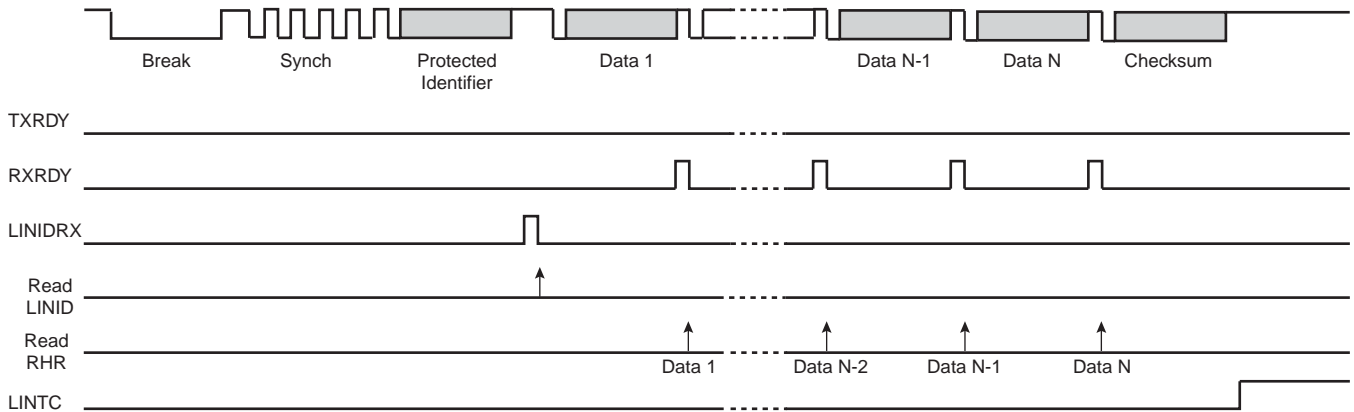 Break
Synch
Protected
Identifier
Data 1
Data N-1
Data N
Checksum
TXRDY
RXRDY
LINIDRX
Read
LINID
Read
RHR
Data 1
Data N-2
Data N-1
Data N
LINTC